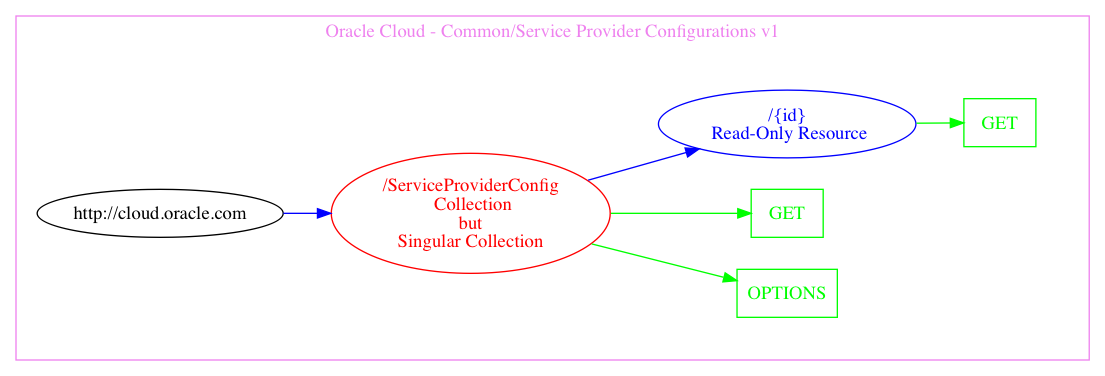 Oracle Cloud - Common/Service Provider Configurations v1
http://cloud.oracle.com
/ServiceProviderConfig
Collection
but
Singular Collection
/{id}
Read-Only Resource
GET
GET
OPTIONS